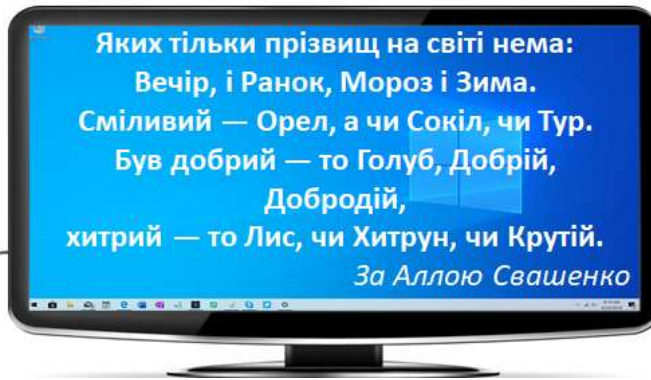 Яких тільки прізвищ на світі нема:
Вечір, і Ранок, Мороз і Зима.
Сміливий — Орел, а чи Сокіл, чи Тур.
Був добрий — то Голуб, Добрій,
Добродій,
хитрий — то Лис, чи Хитрун, чи Крутій.
За Аллою Свашенко